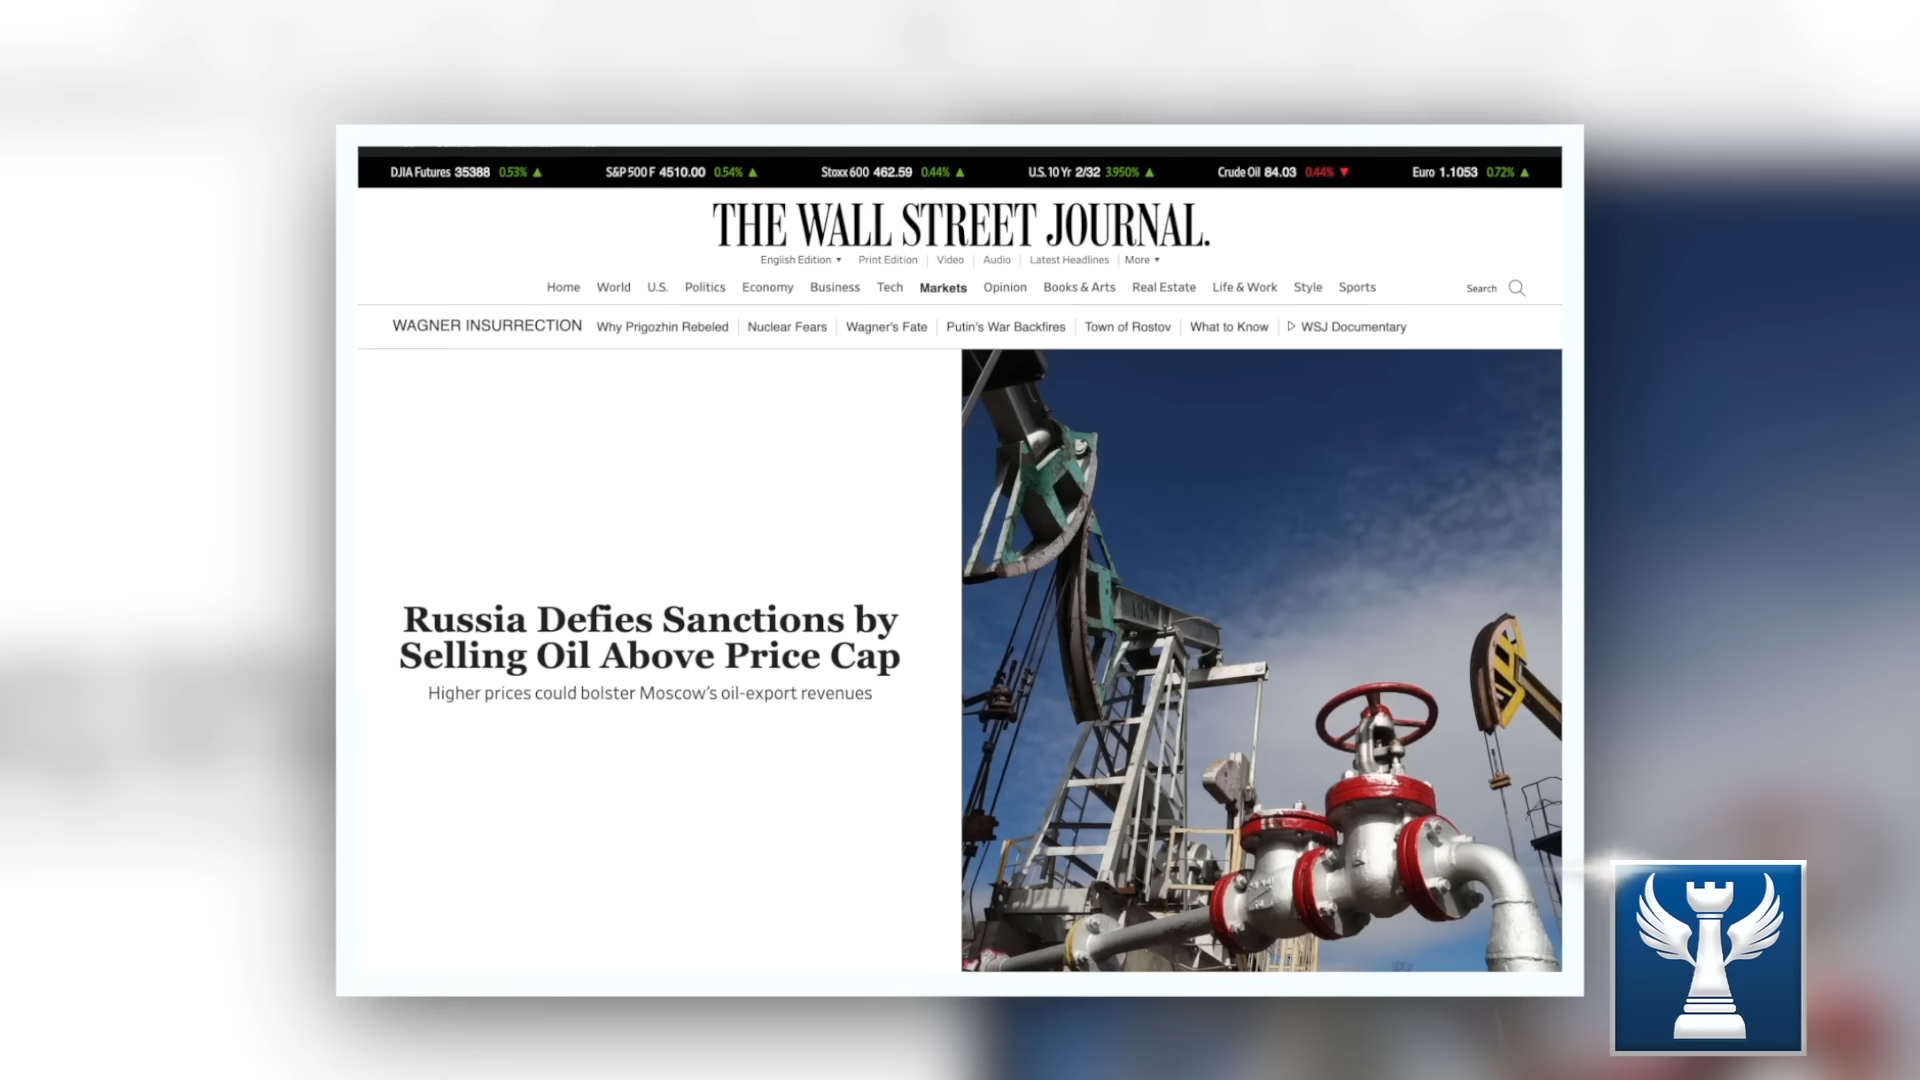 DJIA Futures 35388 0.53% ▲ S&P 500 F 4510.00 0.54% ▲ Stoxx 600 462.59 0.44% ▲ U.S. 10 Yr 2/32 3.950% ▲ Crude Oil 84.03 0.44% ▼ Euro 1.1053 0.72% ▲
THE WALL STREET JOURNAL.
English Edition ▼ Print Edition Video Audio Latest Headlines More ▼
Home World U.S. Politics Economy Business Tech Markets Opinion Books & Arts Real Estate Life & Work Style Sports Search
WAGNER INSURRECTION Why Prigozhin Rebeled Nuclear Fears Wagner's Fate Putin's War Backfires Town of Rostov What to Know ▷ WSJ Documentary
Russia Defies Sanctions by
Selling Oil Above Price Cap
Higher prices could bolster Moscow's oil-export revenues